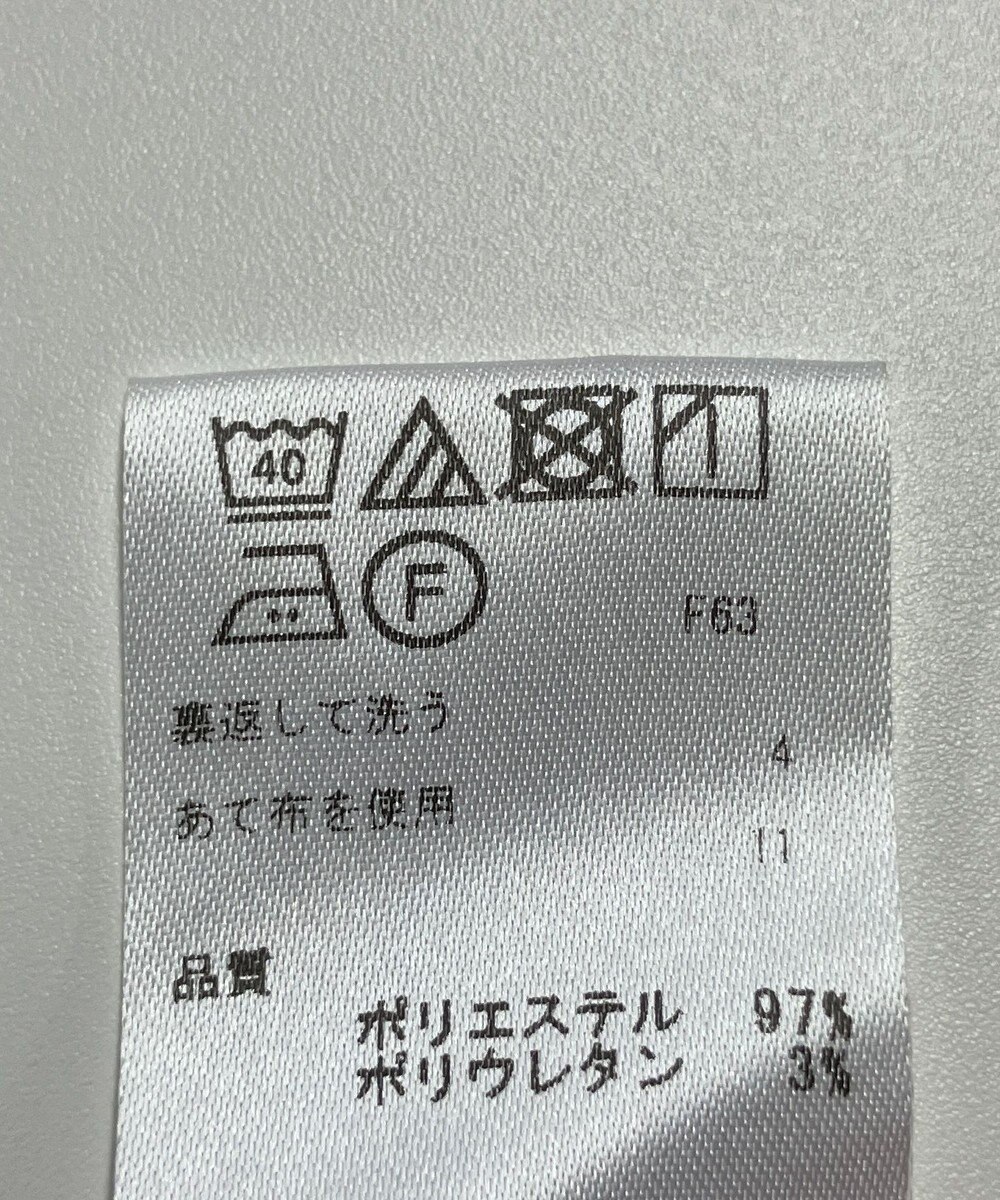 40
F F63
裏返して洗う
4
あて布を使用
11
品質
ポリエステル 97%
ポリウレタン 3%